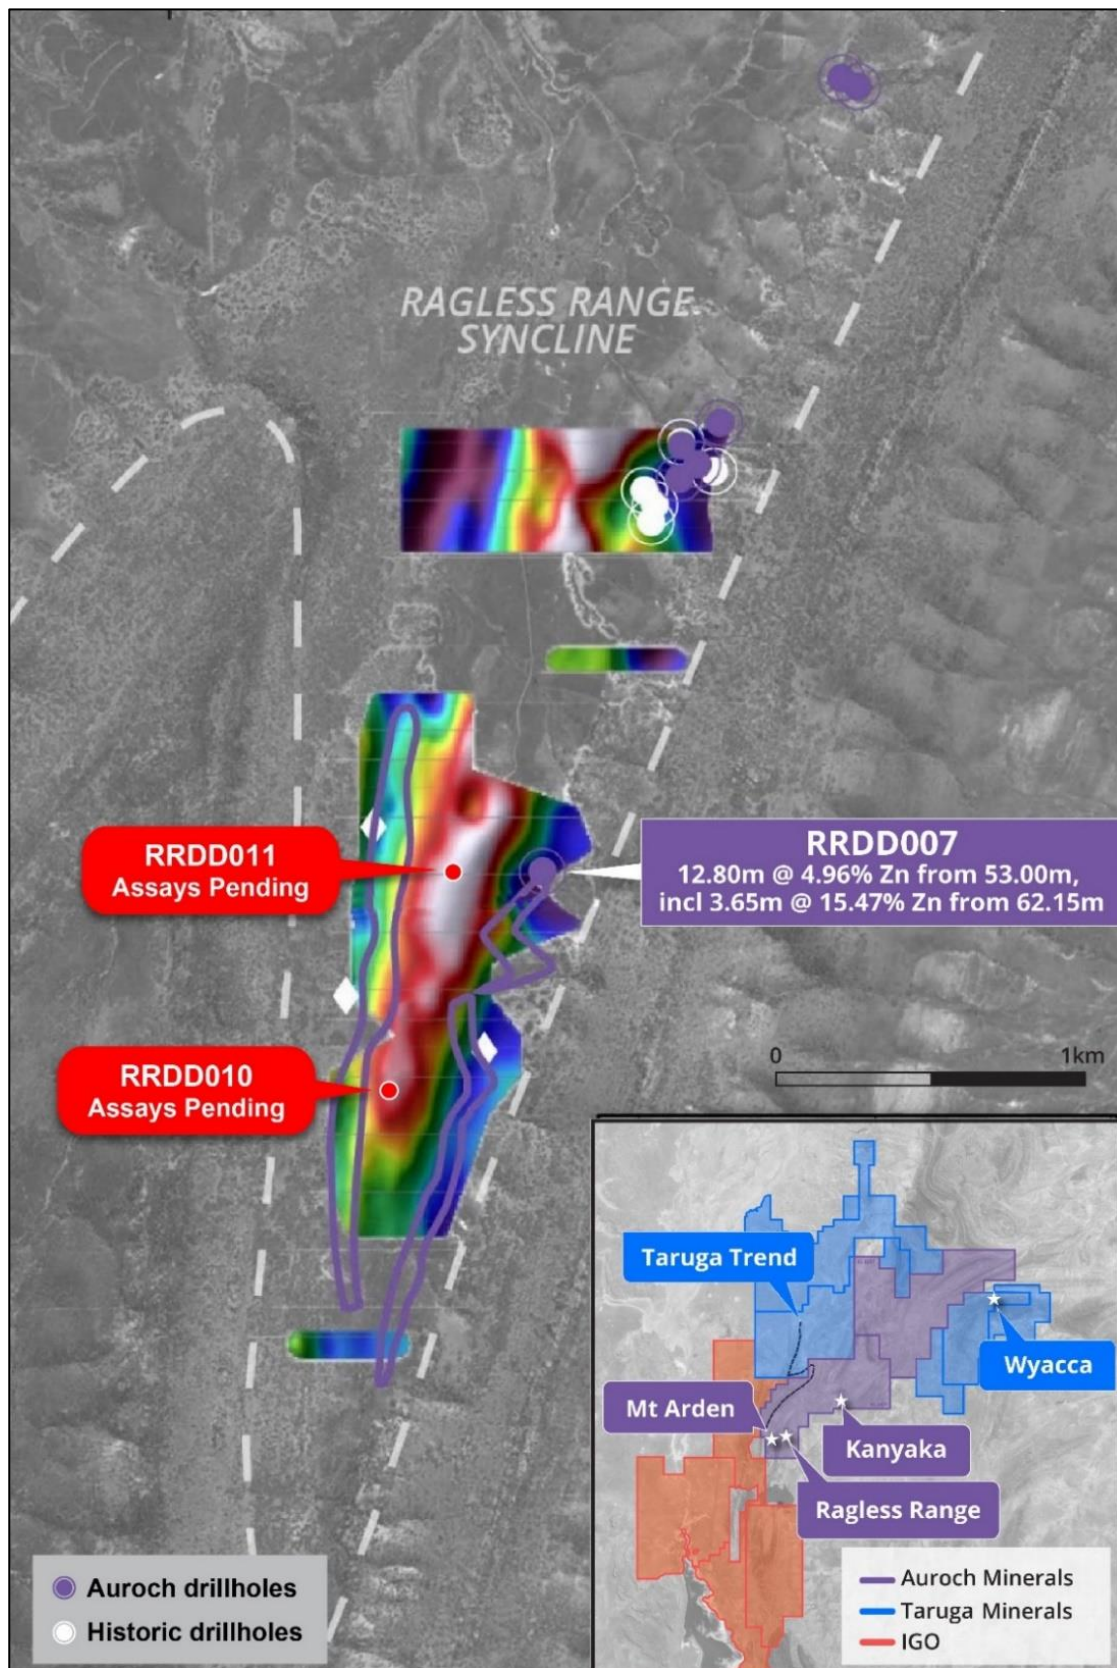 RAGLESS RANGE
SYNCLINE
RRDD011
Assays Pending
RRDD007
12.80m @ 4.96% Zn from 53.00m,
incl 3.65m @ 15.47% Zn from 62.15m
RRDD010
Assays Pending
0 1km
Taruga Trend
Wyacca
Mt Arden
Kanyaka
Ragless Range
Auroch drillholes
Historic drillholes
Auroch Minerals
Taruga Minerals
IGO